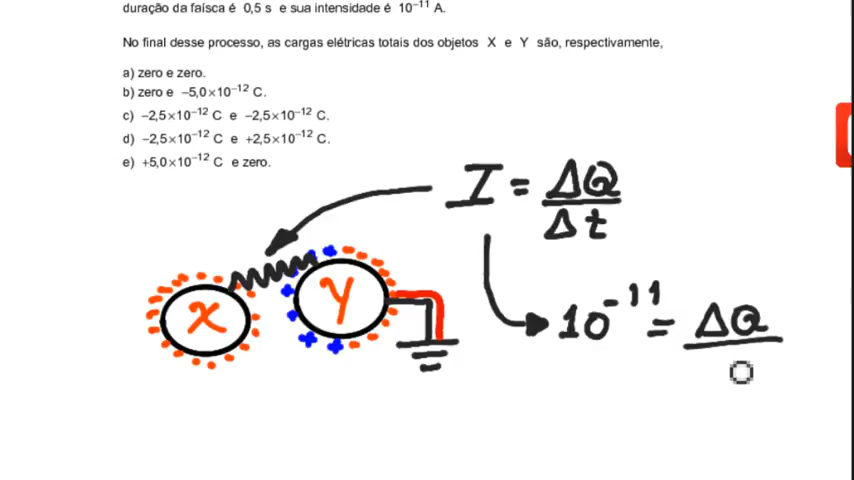 duração da faísca é 0,5 s e sua intensidade é 10⁻¹¹ A.
No final desse processo, as cargas elétricas totais dos objetos X e Y são, respectivamente,
a) zero e zero.
b) zero e −5,0×10⁻¹² C.
c) −2,5×10⁻¹² C e −2,5×10⁻¹² C.
d) −2,5×10⁻¹² C e +2,5×10⁻¹² C.
e) +5,0×10⁻¹² C e zero.
I = ΔQ
Δt
X
Y
10⁻¹¹ = ΔQ